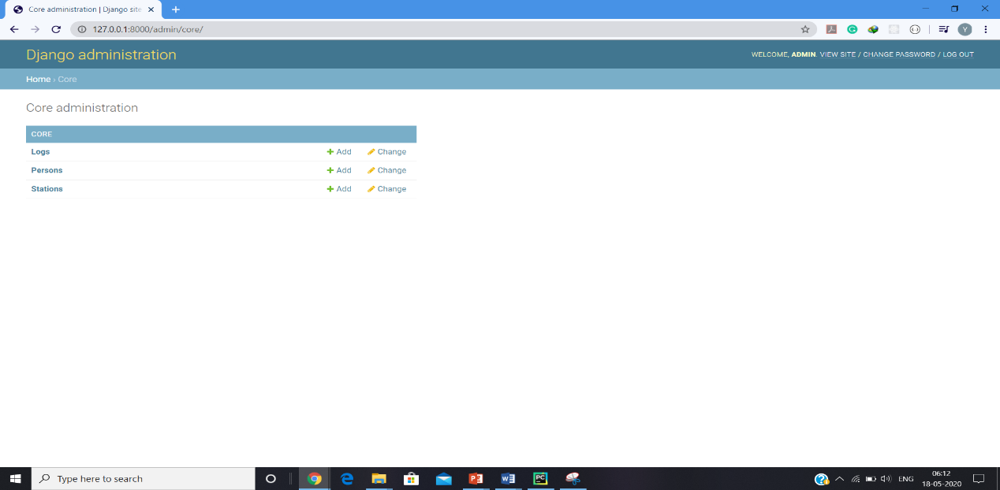 Core administration | Django site
127.0.0.1:8000/admin/core/
Y
Django administration
WELCOME, ADMIN. VIEW SITE / CHANGE PASSWORD / LOG OUT
Home › Core
Core administration
CORE
Logs Add Change
Persons Add Change
Stations Add Change
Type here to search
PC
ENG
06:12
18-05-2020